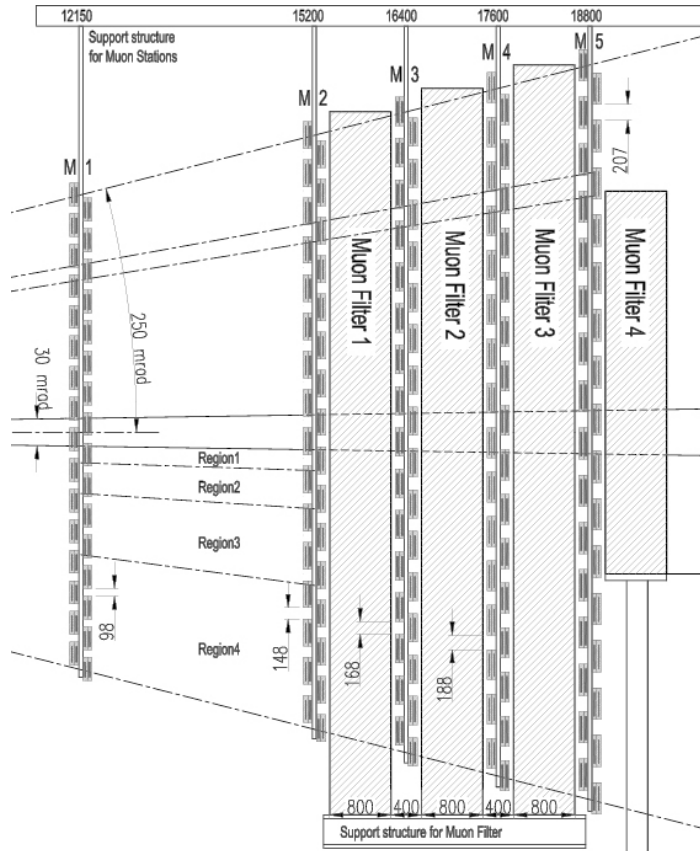 12150
15200
16400
17600
18800
Support structure
for Muon Stations
M 1
M 2
M 3
M 4
M 5
207
Muon Filter 1
Muon Filter 2
Muon Fliter 3
Muon Filter 4
250 mrad
30 mrad
Region1
Region2
Region3
Region4
98
148
168
188
800
400
800
400
800
Support structure for Muon Filter